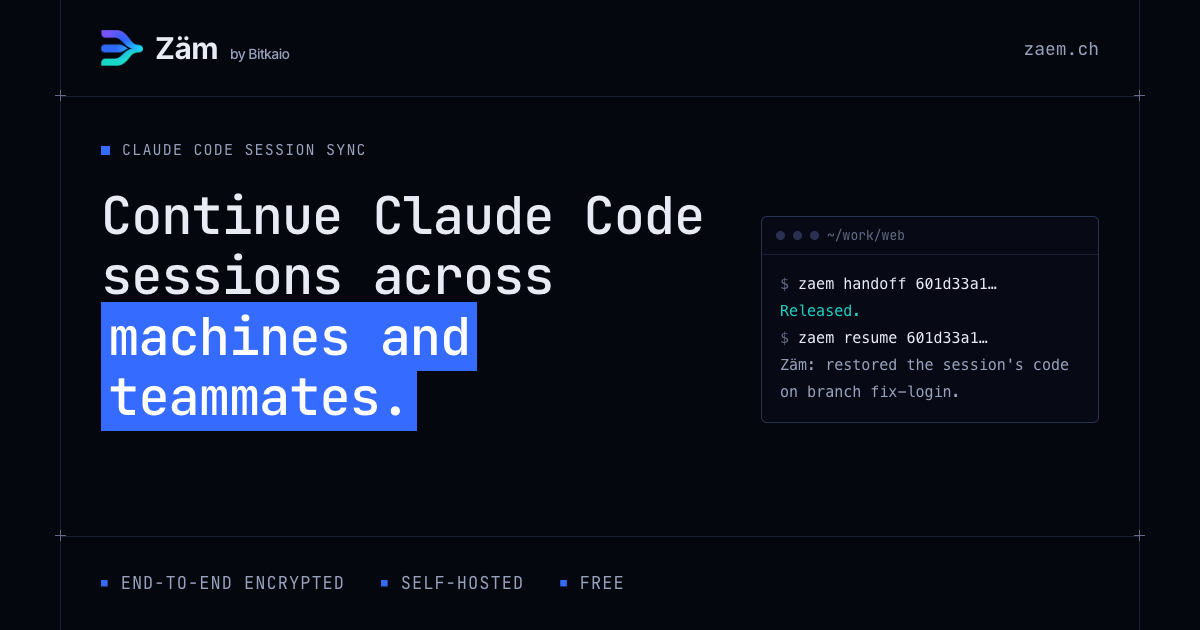 Zäm by Bitkaio
zaem.ch
CLAUDE CODE SESSION SYNC
Continue Claude Code
sessions across
machines and
teammates.
~/work/web
$ zaem handoff 601d33a1…
Released.
$ zaem resume 601d33a1…
Zäm: restored the session's code
on branch fix-login.
END-TO-END ENCRYPTED
SELF-HOSTED
FREE